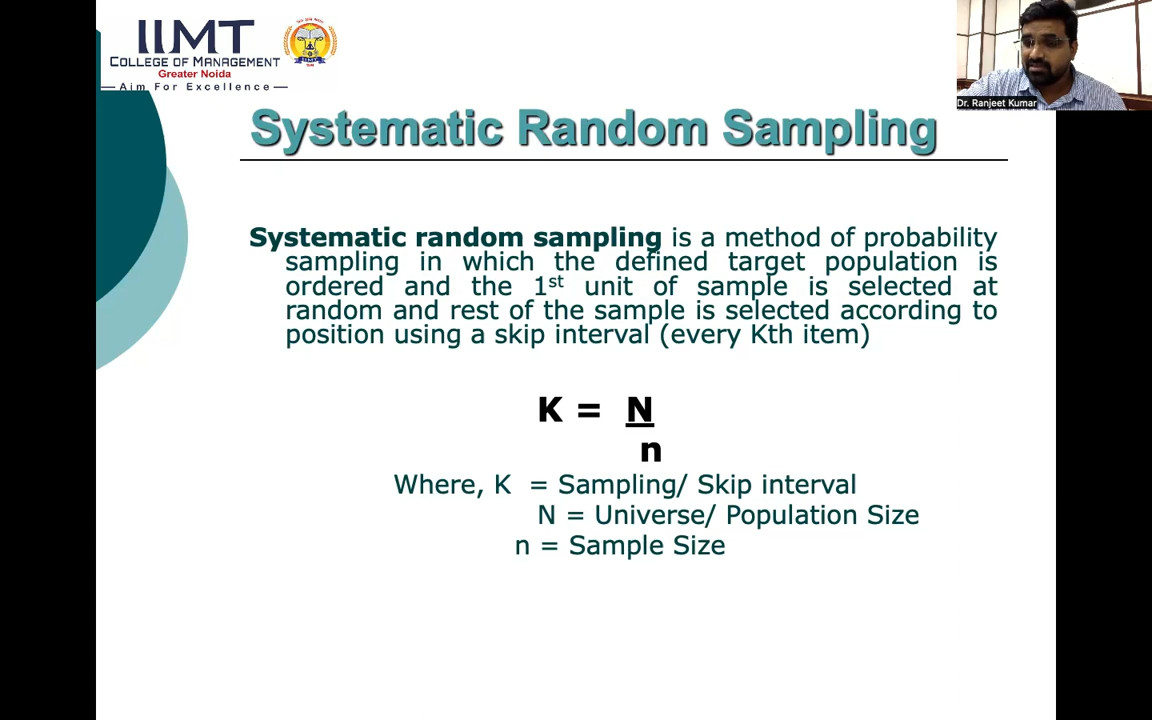 IIMT
COLLEGE OF MANAGEMENT
Greater Noida
—Aim For Excellence—
Dr. Ranjeet Kumar
Systematic Random Sampling
Systematic random sampling is a method of probability
sampling in which the defined target population is
ordered and the 1st unit of sample is selected at
random and rest of the sample is selected according to
position using a skip interval (every Kth item)
K = N
n
Where, K = Sampling/ Skip interval
N = Universe/ Population Size
n = Sample Size